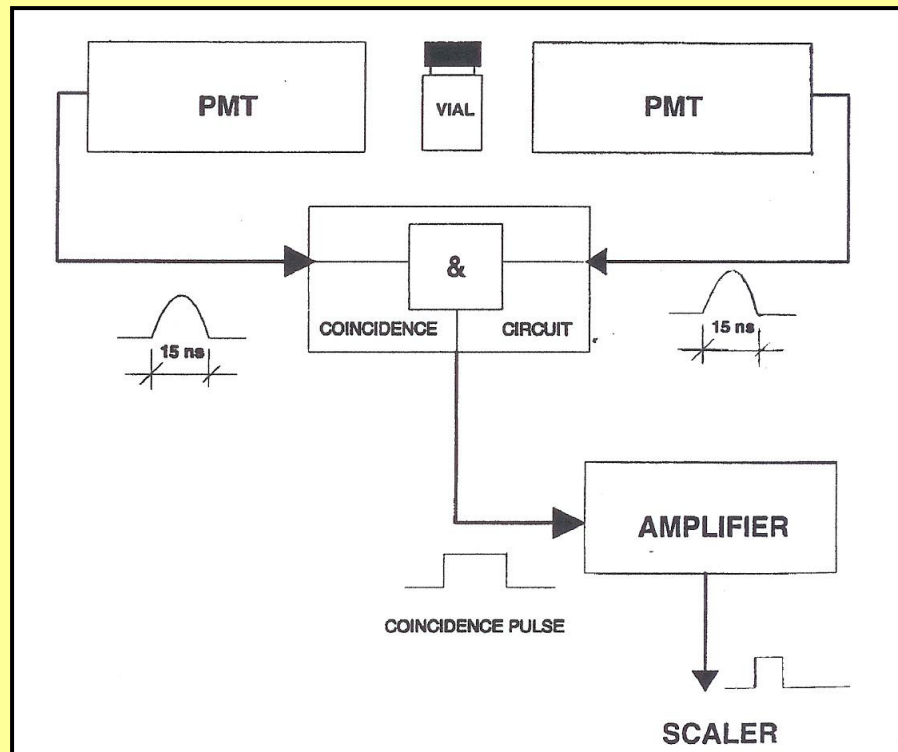 PMT
VIAL
PMT
&
COINCIDENCE CIRCUIT
15 ns
15 ns
AMPLIFIER
COINCIDENCE PULSE
SCALER